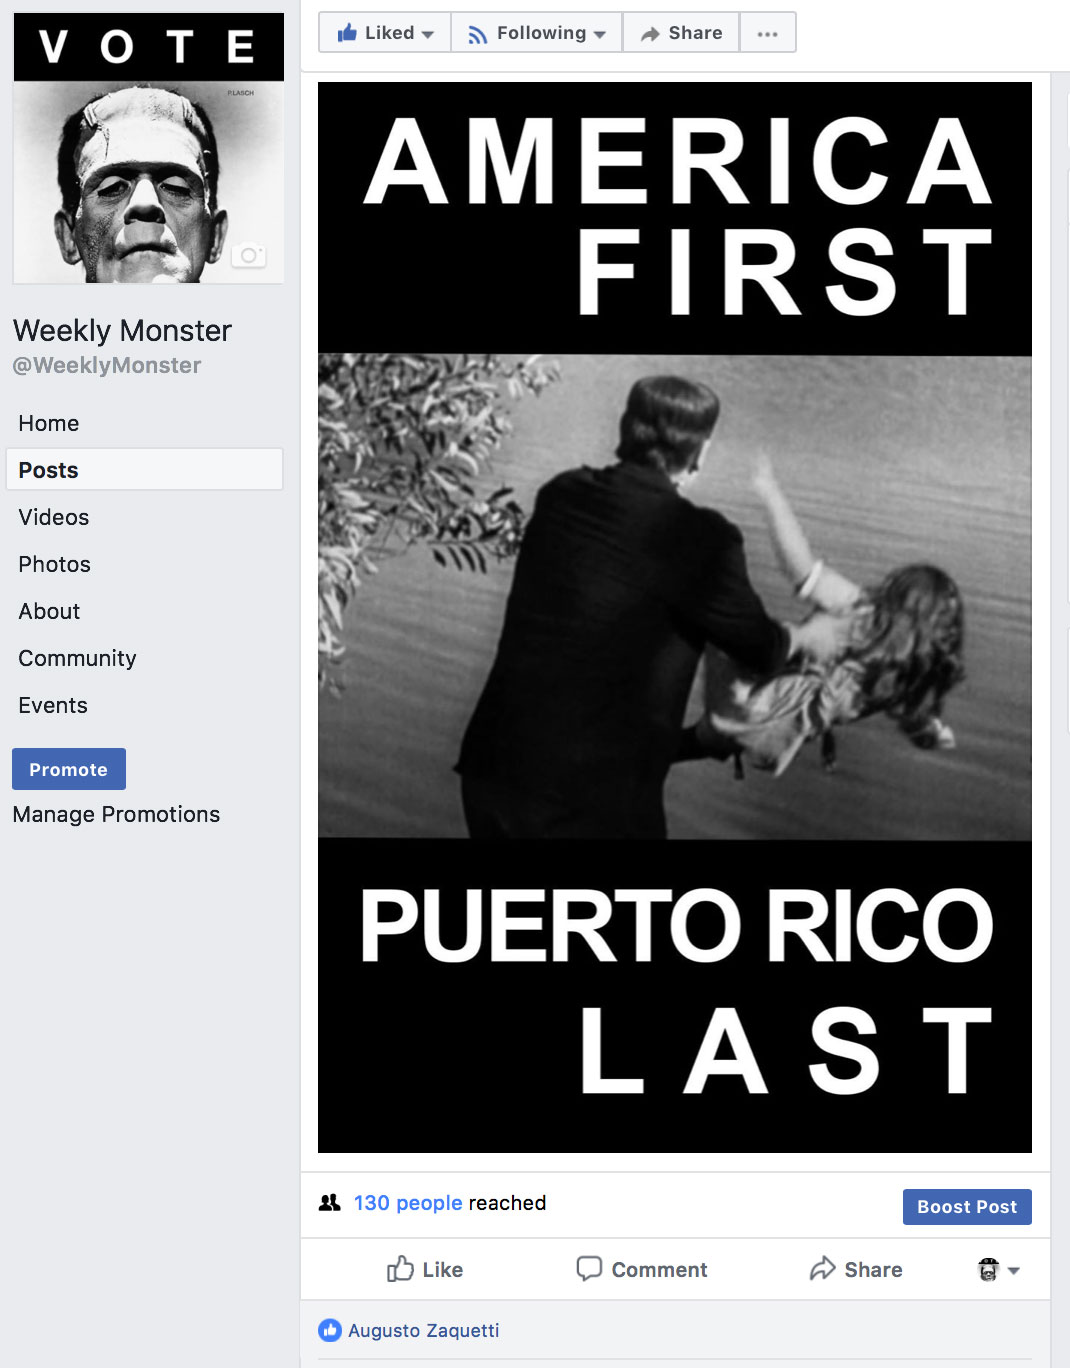 VOTE
P.LASCH
Weekly Monster
@WeeklyMonster
Home
Posts
Videos
Photos
About
Community
Events
Promote
Manage Promotions
Liked
Following
Share
AMERICA
FIRST
PUERTO RICO
LAST
130 people reached
Boost Post
Like
Comment
Share
Augusto Zaquetti